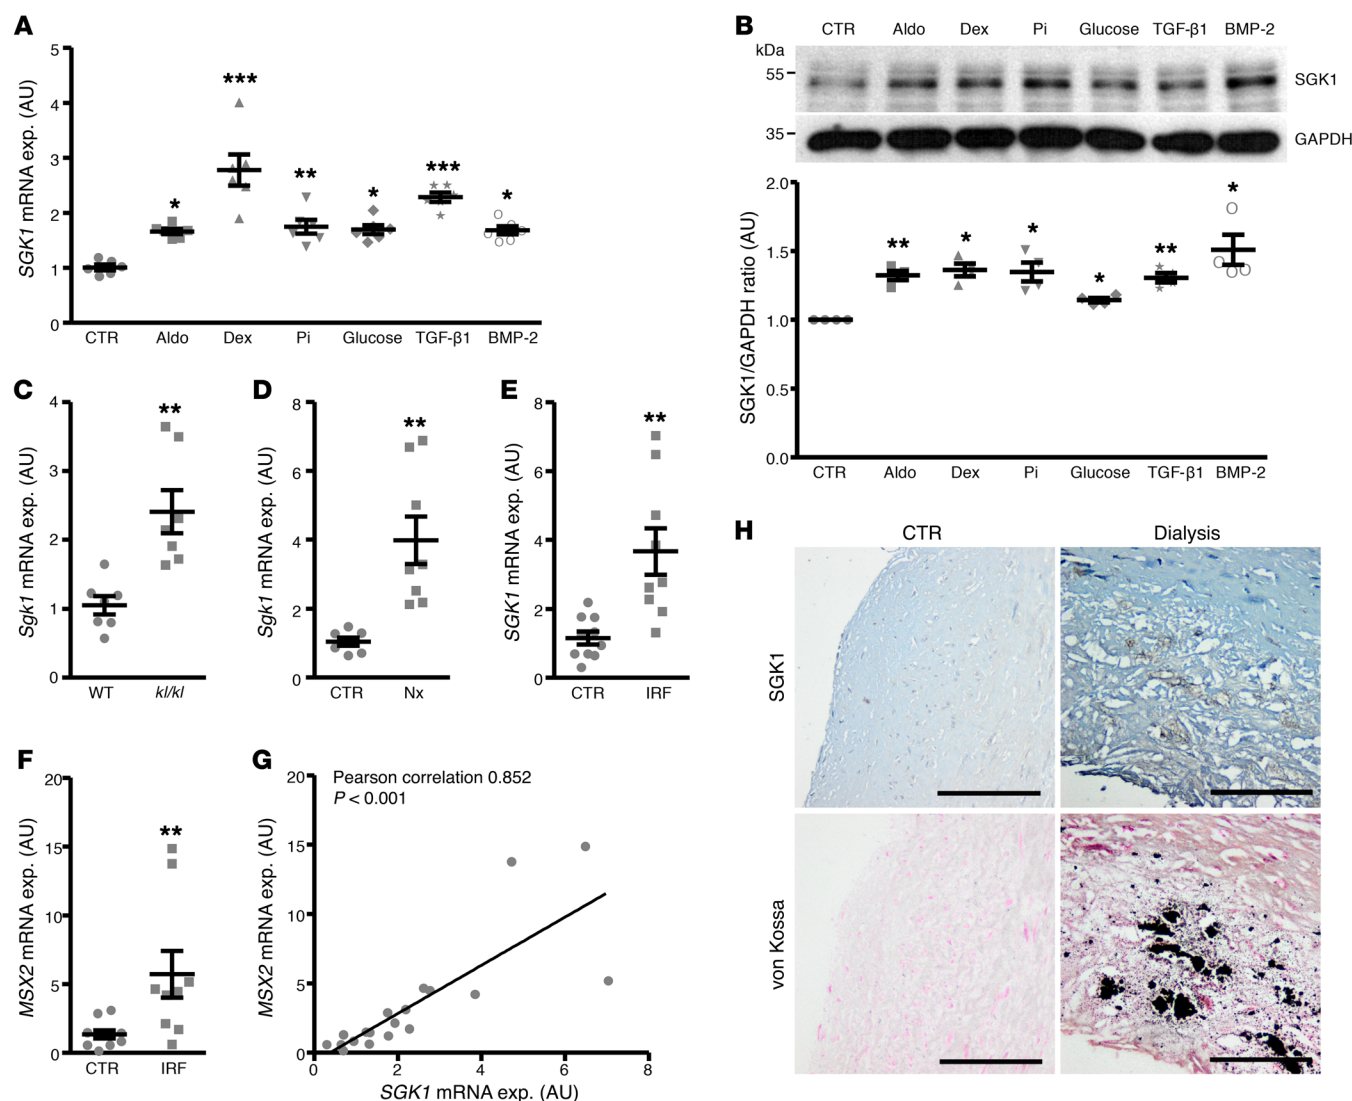 A
SGK1 mRNA exp. (AU)
5
4
3
2
1
0
***
*
**
*
***
*
CTR Aldo Dex Pi Glucose TGF-β1 BMP-2
B
CTR Aldo Dex Pi Glucose TGF-β1 BMP-2
kDa
55
SGK1
35
GAPDH
SGK1/GAPDH ratio (AU)
2.0
1.5
1.0
0.5
0.0
**
*
*
*
**
*
CTR Aldo Dex Pi Glucose TGF-β1 BMP-2
C
Sgk1 mRNA exp. (AU)
4
3
2
1
0
**
WT kl/kl
D
Sgk1 mRNA exp. (AU)
8
6
4
2
0
**
CTR Nx
E
SGK1 mRNA exp. (AU)
8
6
4
2
0
**
CTR IRF
F
MSX2 mRNA exp. (AU)
20
15
10
5
0
**
CTR IRF
G
MSX2 mRNA exp. (AU)
20
15
10
5
0
Pearson correlation 0.852
P < 0.001
0 2 4 6 8
SGK1 mRNA exp. (AU)
H
CTR Dialysis
SGK1
von Kossa